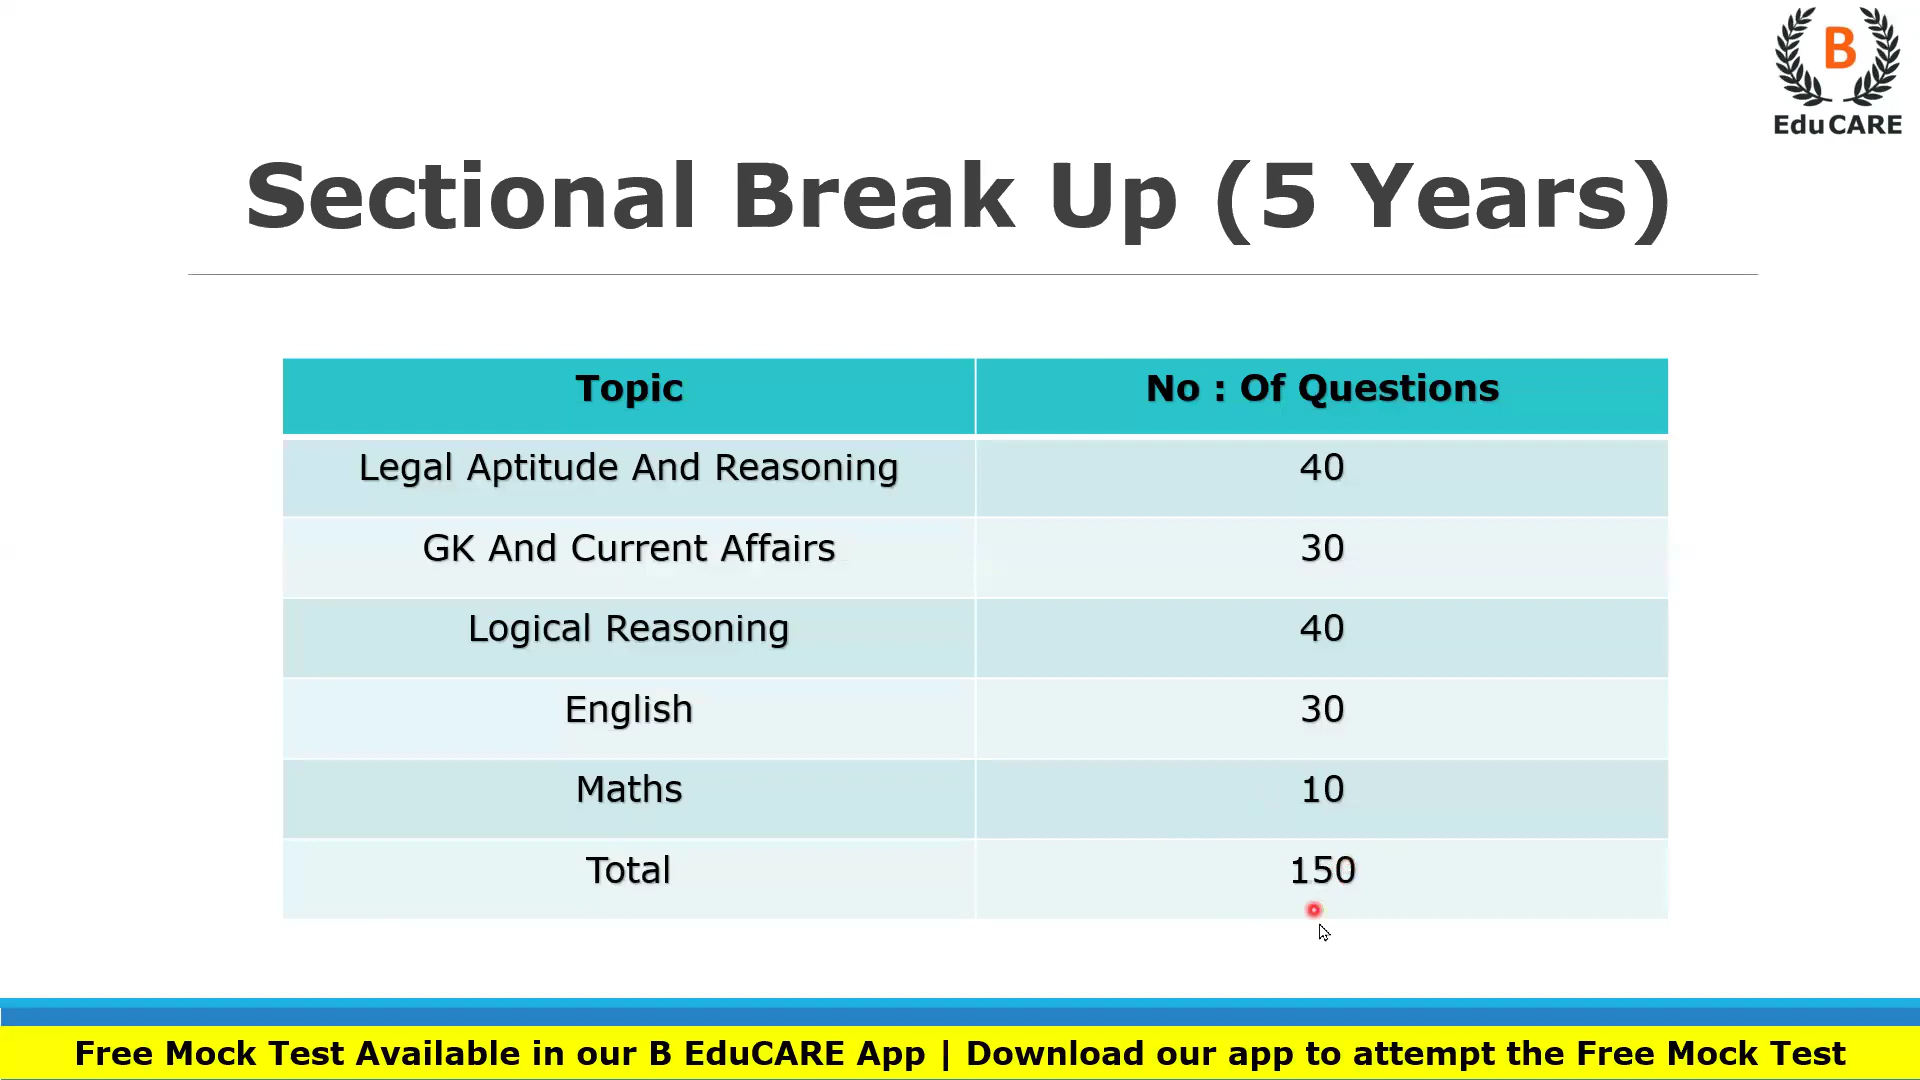 B
EduCARE
Sectional Break Up (5 Years)
Topic No : Of Questions
Legal Aptitude And Reasoning 40
GK And Current Affairs 30
Logical Reasoning 40
English 30
Maths 10
Total 150
Free Mock Test Available in our B EduCARE App | Download our app to attempt the Free Mock Test